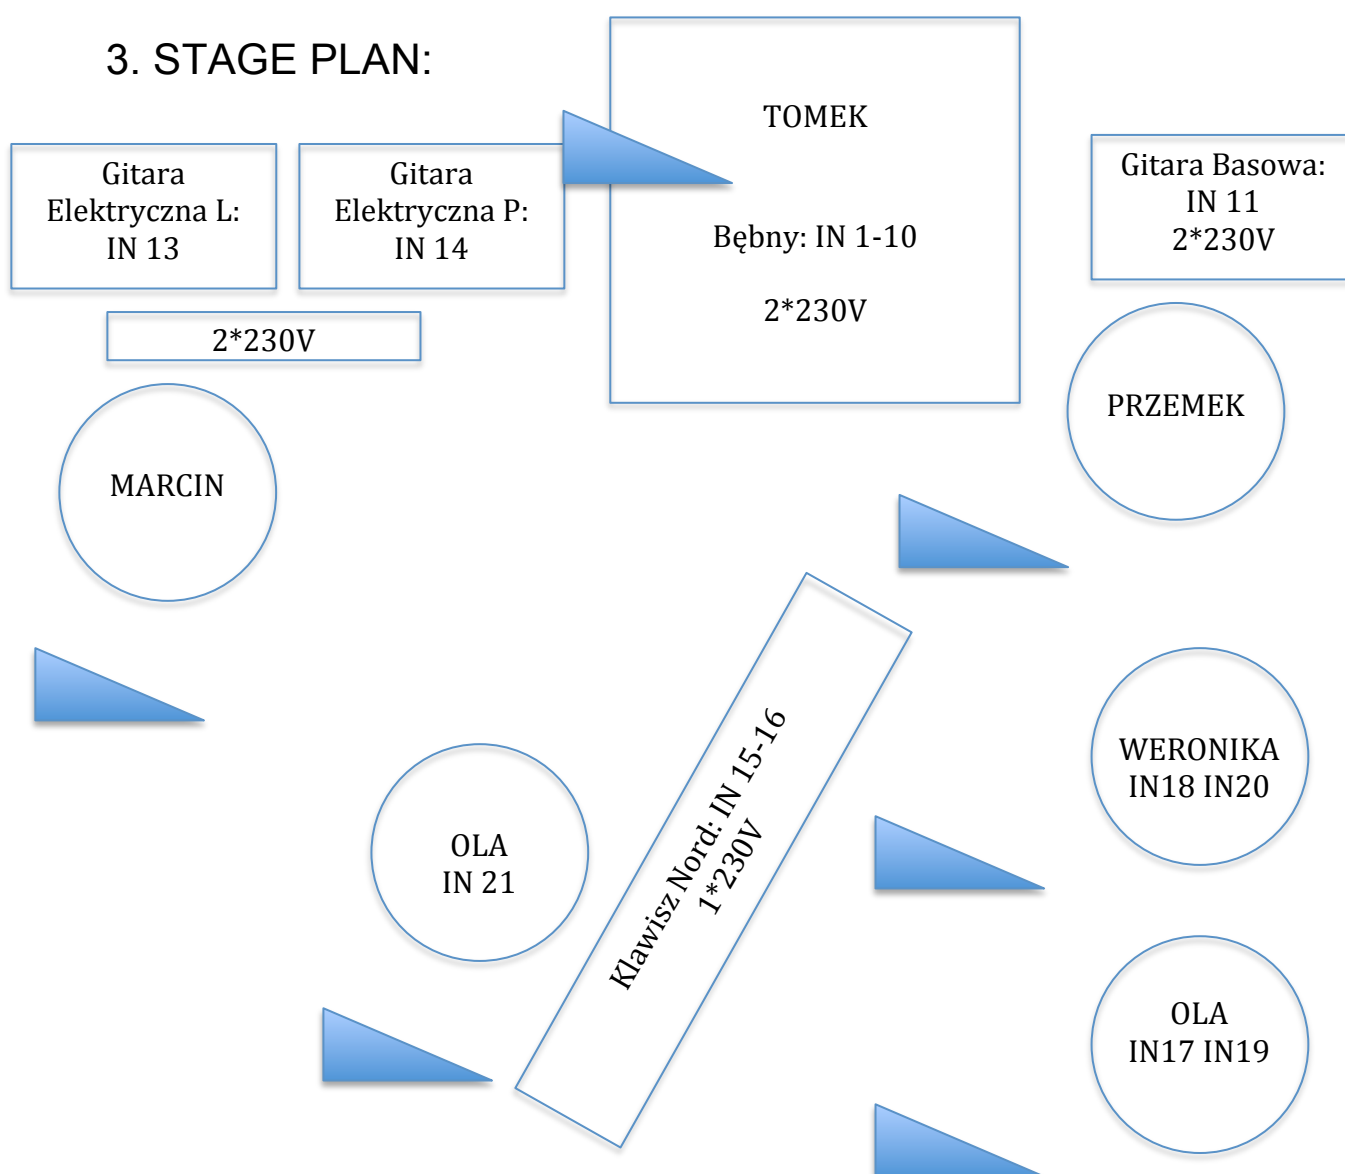 3. STAGE PLAN:
TOMEK
Gitara
Elektryczna L:
IN 13
Gitara
Elektryczna P:
IN 14
Bębny: IN 1-10
2*230V
Gitara Basowa:
IN 11
2*230V
2*230V
MARCIN
PRZEMEK
Klawisz Nord: IN 15-16
1*230V
WERONIKA
IN18 IN20
OLA
IN 21
OLA
IN17 IN19